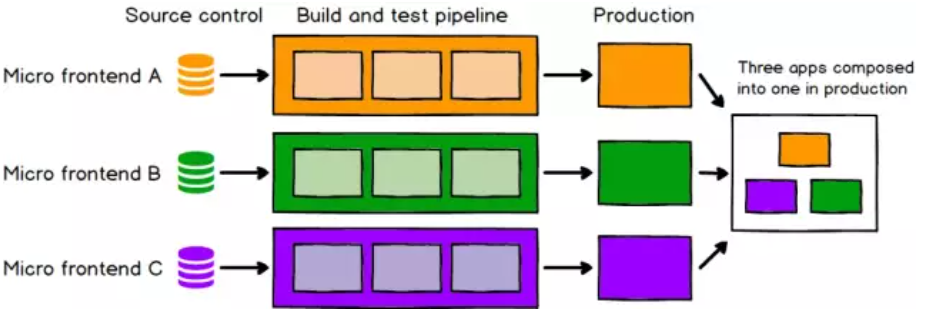 Source control
Build and test pipeline
Production
Micro frontend A
Three apps composed
into one in production
Micro frontend B
Micro frontend C